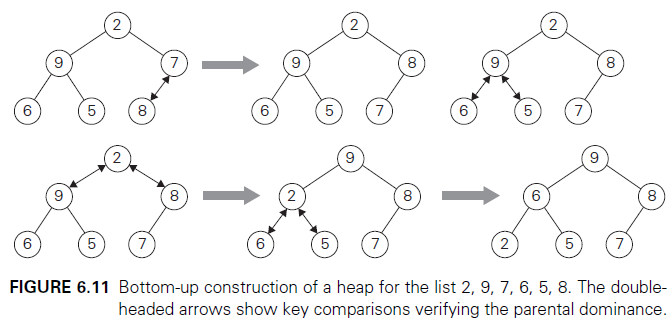 2 2 2
9 7 9 8 9 8
6 5 8 6 5 7 6 5 7
2 9 9
9 8 2 8 6 8
6 5 7 6 5 7 2 5 7
FIGURE 6.11 Bottom-up construction of a heap for the list 2, 9, 7, 6, 5, 8. The double-
headed arrows show key comparisons verifying the parental dominance.